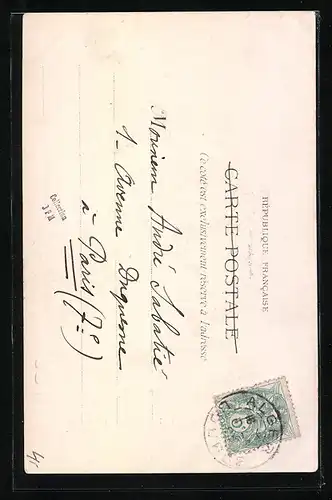 RÉPUBLIQUE FRANÇAISE
CARTE POSTALE
Ce côté est exclusivement réservé à l'adresse
Monsieur André Sabatié
1 - Avenue Duquesne
à Paris (7e)
Collection
ALGER